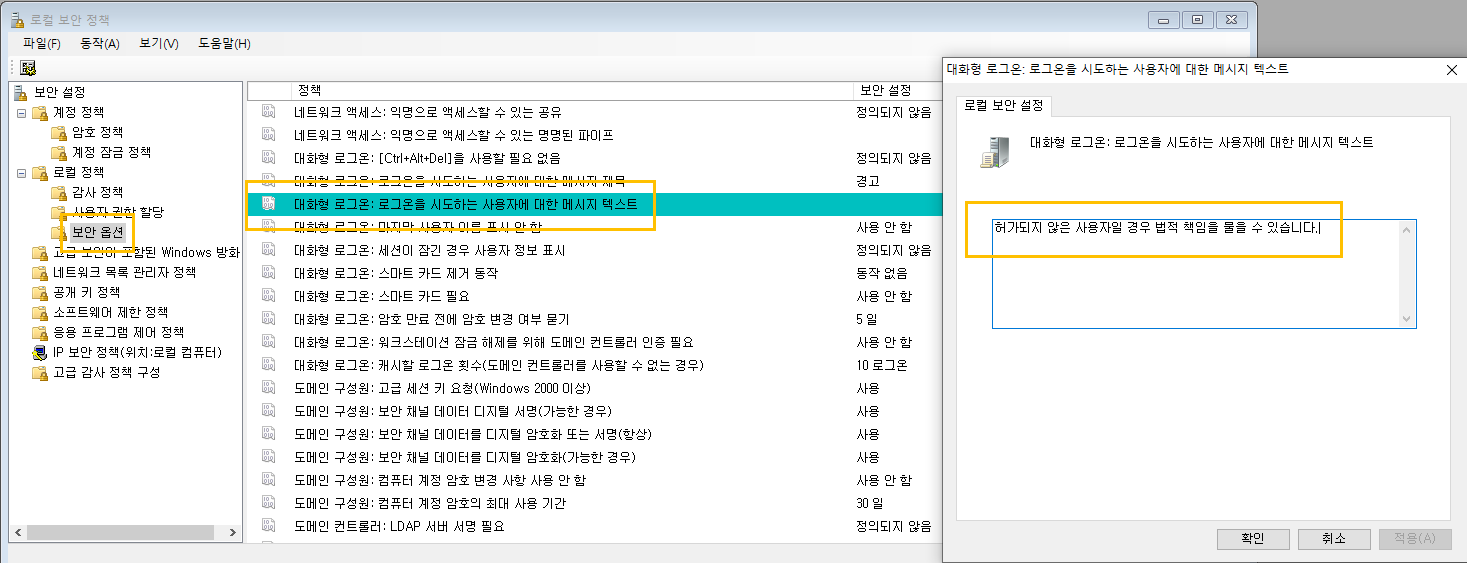 로컬 보안 정책
파일(F) 동작(A) 보기(V) 도움말(H)
보안 설정
계정 정책
암호 정책
계정 잠금 정책
로컬 정책
감사 정책
사용자 권한 할당
보안 옵션
고급 보안이 포함된 Windows 방화
네트워크 목록 관리자 정책
공개 키 정책
소프트웨어 제한 정책
응용 프로그램 제어 정책
IP 보안 정책(위치:로컬 컴퓨터)
고급 감사 정책 구성
정책 보안 설정
네트워크 액세스: 익명으로 액세스할 수 있는 공유 정의되지 않음
네트워크 액세스: 익명으로 액세스할 수 있는 명명된 파이프
대화형 로그온: [Ctrl+Alt+Del]을 사용할 필요 없음 정의되지 않음
대화형 로그온: 로그온을 시도하는 사용자에 대한 메시지 제목 경고
대화형 로그온: 로그온을 시도하는 사용자에 대한 메시지 텍스트
대화형 로그온: 마지막 사용자 이름 표시 안 함 사용 안 함
대화형 로그온: 세션이 잠긴 경우 사용자 정보 표시 정의되지 않음
대화형 로그온: 스마트 카드 제거 동작 동작 없음
대화형 로그온: 스마트 카드 필요 사용 안 함
대화형 로그온: 암호 만료 전에 암호 변경 여부 묻기 5 일
대화형 로그온: 워크스테이션 잠금 해제를 위해 도메인 컨트롤러 인증 필요 사용 안 함
대화형 로그온: 캐시할 로그온 횟수(도메인 컨트롤러를 사용할 수 없는 경우) 10 로그온
도메인 구성원: 고급 세션 키 요청(Windows 2000 이상) 사용
도메인 구성원: 보안 채널 데이터 디지털 서명(가능한 경우) 사용
도메인 구성원: 보안 채널 데이터를 디지털 암호화 또는 서명(항상) 사용
도메인 구성원: 보안 채널 데이터를 디지털 암호화(가능한 경우) 사용
도메인 구성원: 컴퓨터 계정 암호 변경 사항 사용 안 함 사용 안 함
도메인 구성원: 컴퓨터 계정 암호의 최대 사용 기간 30 일
도메인 컨트롤러: LDAP 서버 서명 필요 정의되지 않음
대화형 로그온: 로그온을 시도하는 사용자에 대한 메시지 텍스트
로컬 보안 설정
대화형 로그온: 로그온을 시도하는 사용자에 대한 메시지 텍스트
허가되지 않은 사용자일 경우 법적 책임을 물을 수 있습니다.
확인 취소 적용(A)